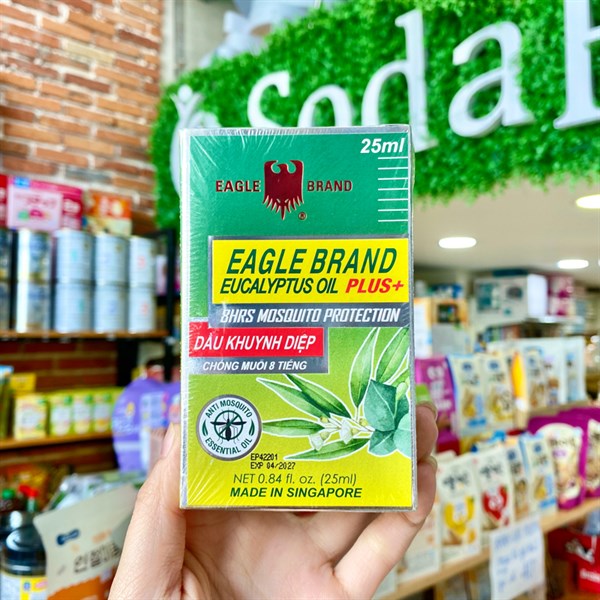 Soda
25ml
EAGLE BRAND
®
EAGLE BRAND
EUCALYPTUS OIL PLUS+
8HRS MOSQUITO PROTECTION
DẦU KHUYNH DIỆP
CHỐNG MUỖI 8 TIẾNG
ANTI MOSQUITO
ESSENTIAL OIL
EP42201
EXP 04/2027
NET 0.84 fl. oz. (25ml)
MADE IN SINGAPORE